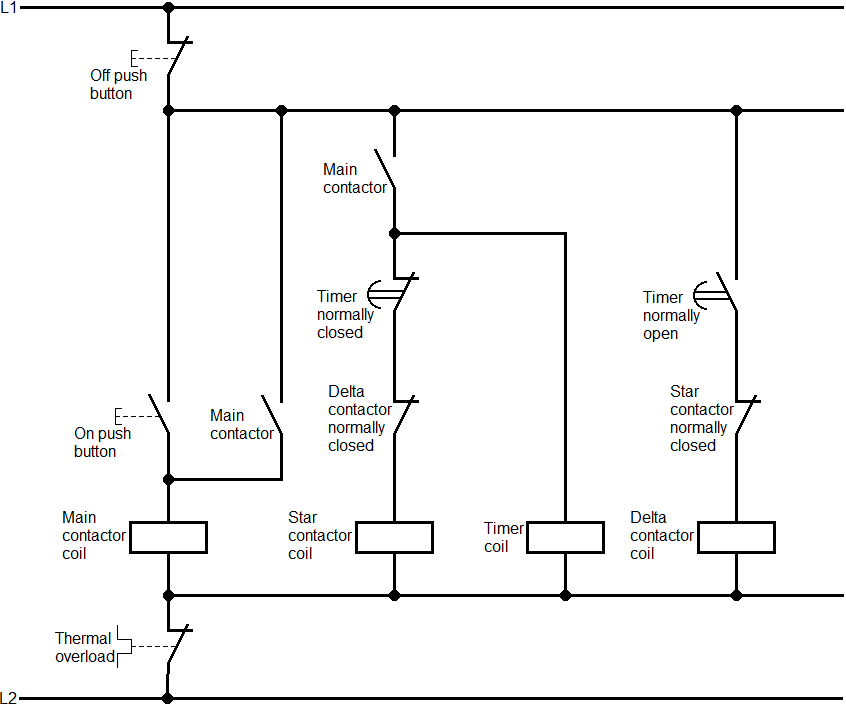 L1
Off push
button
Main
contactor
Timer
normally
closed
Timer
normally
open
Delta
contactor
normally
closed
Star
contactor
normally
closed
On push
button
Main
contactor
Main
contactor
coil
Star
contactor
coil
Timer
coil
Delta
contactor
coil
Thermal
overload
L2